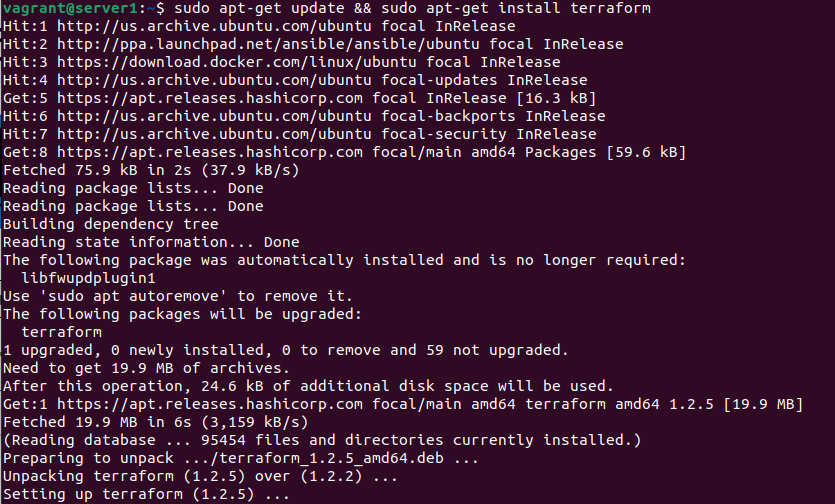 vagrant@server1:~$ sudo apt-get update && sudo apt-get install terraform
Hit:1 http://us.archive.ubuntu.com/ubuntu focal InRelease
Hit:2 http://ppa.launchpad.net/ansible/ansible/ubuntu focal InRelease
Hit:3 https://download.docker.com/linux/ubuntu focal InRelease
Hit:4 http://us.archive.ubuntu.com/ubuntu focal-updates InRelease
Get:5 https://apt.releases.hashicorp.com focal InRelease [16.3 kB]
Hit:6 http://us.archive.ubuntu.com/ubuntu focal-backports InRelease
Hit:7 http://us.archive.ubuntu.com/ubuntu focal-security InRelease
Get:8 https://apt.releases.hashicorp.com focal/main amd64 Packages [59.6 kB]
Fetched 75.9 kB in 2s (37.9 kB/s)
Reading package lists... Done
Reading package lists... Done
Building dependency tree
Reading state information... Done
The following package was automatically installed and is no longer required:
  libfwupdplugin1
Use 'sudo apt autoremove' to remove it.
The following packages will be upgraded:
  terraform
1 upgraded, 0 newly installed, 0 to remove and 59 not upgraded.
Need to get 19.9 MB of archives.
After this operation, 24.6 kB of additional disk space will be used.
Get:1 https://apt.releases.hashicorp.com focal/main amd64 terraform amd64 1.2.5 [19.9 MB]
Fetched 19.9 MB in 6s (3,159 kB/s)
(Reading database ... 95454 files and directories currently installed.)
Preparing to unpack .../terraform_1.2.5_amd64.deb ...
Unpacking terraform (1.2.5) over (1.2.2) ...
Setting up terraform (1.2.5) ...